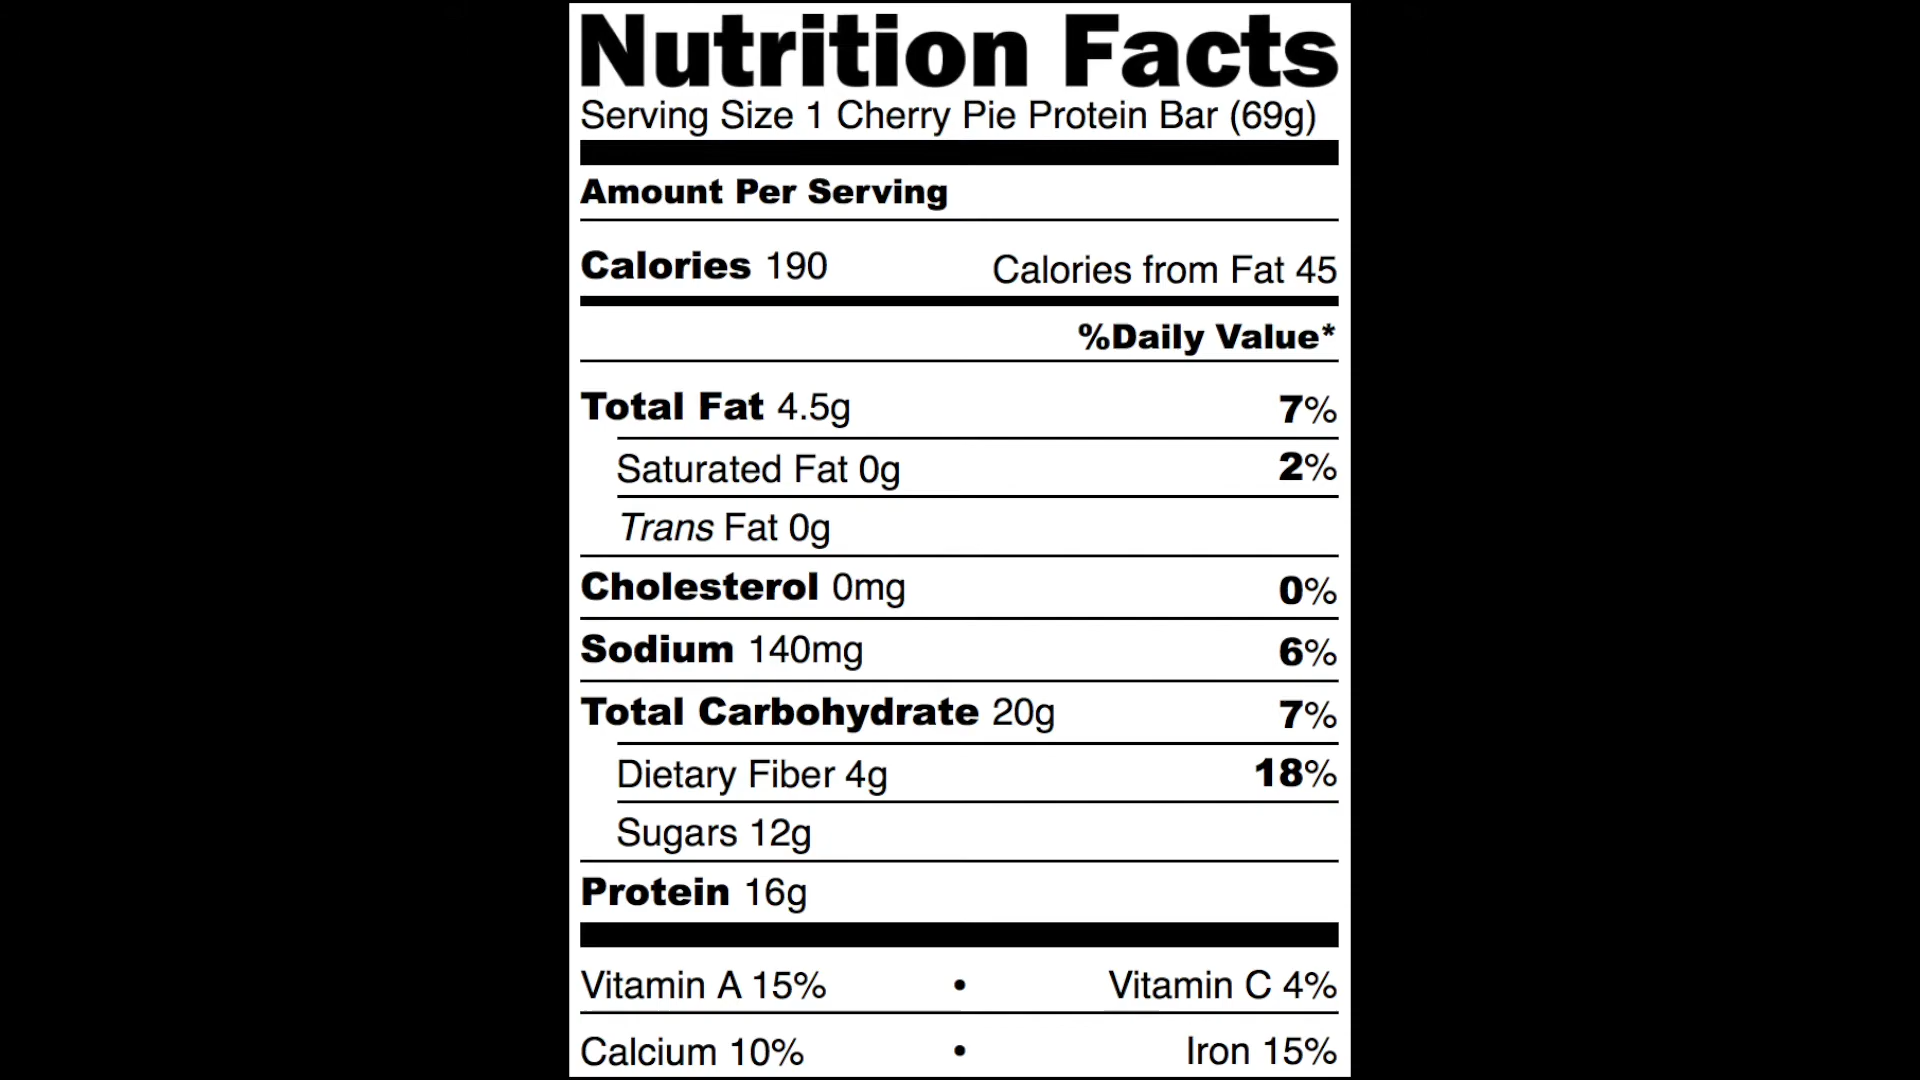 Nutrition Facts
Serving Size 1 Cherry Pie Protein Bar (69g)
Amount Per Serving
Calories 190 Calories from Fat 45
%Daily Value*
Total Fat 4.5g 7%
Saturated Fat 0g 2%
Trans Fat 0g
Cholesterol 0mg 0%
Sodium 140mg 6%
Total Carbohydrate 20g 7%
Dietary Fiber 4g 18%
Sugars 12g
Protein 16g
Vitamin A 15% • Vitamin C 4%
Calcium 10% • Iron 15%